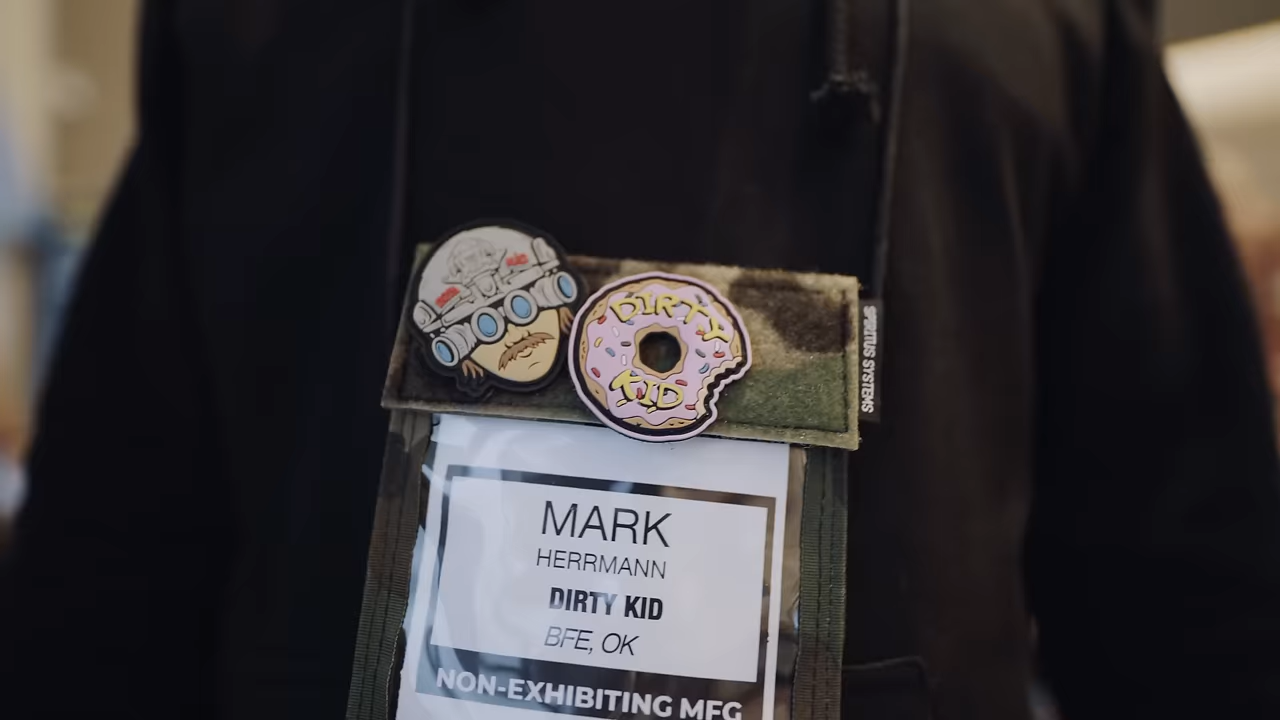 DIRTY
KID
SPIRITUS SYSTEMS
MARK
HERRMANN
DIRTY KID
BFE, OK
NON-EXHIBITING MFG